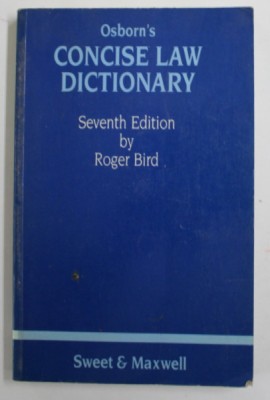 Osborn's
CONCISE LAW
DICTIONARY
Seventh Edition
by
Roger Bird
Sweet & Maxwell